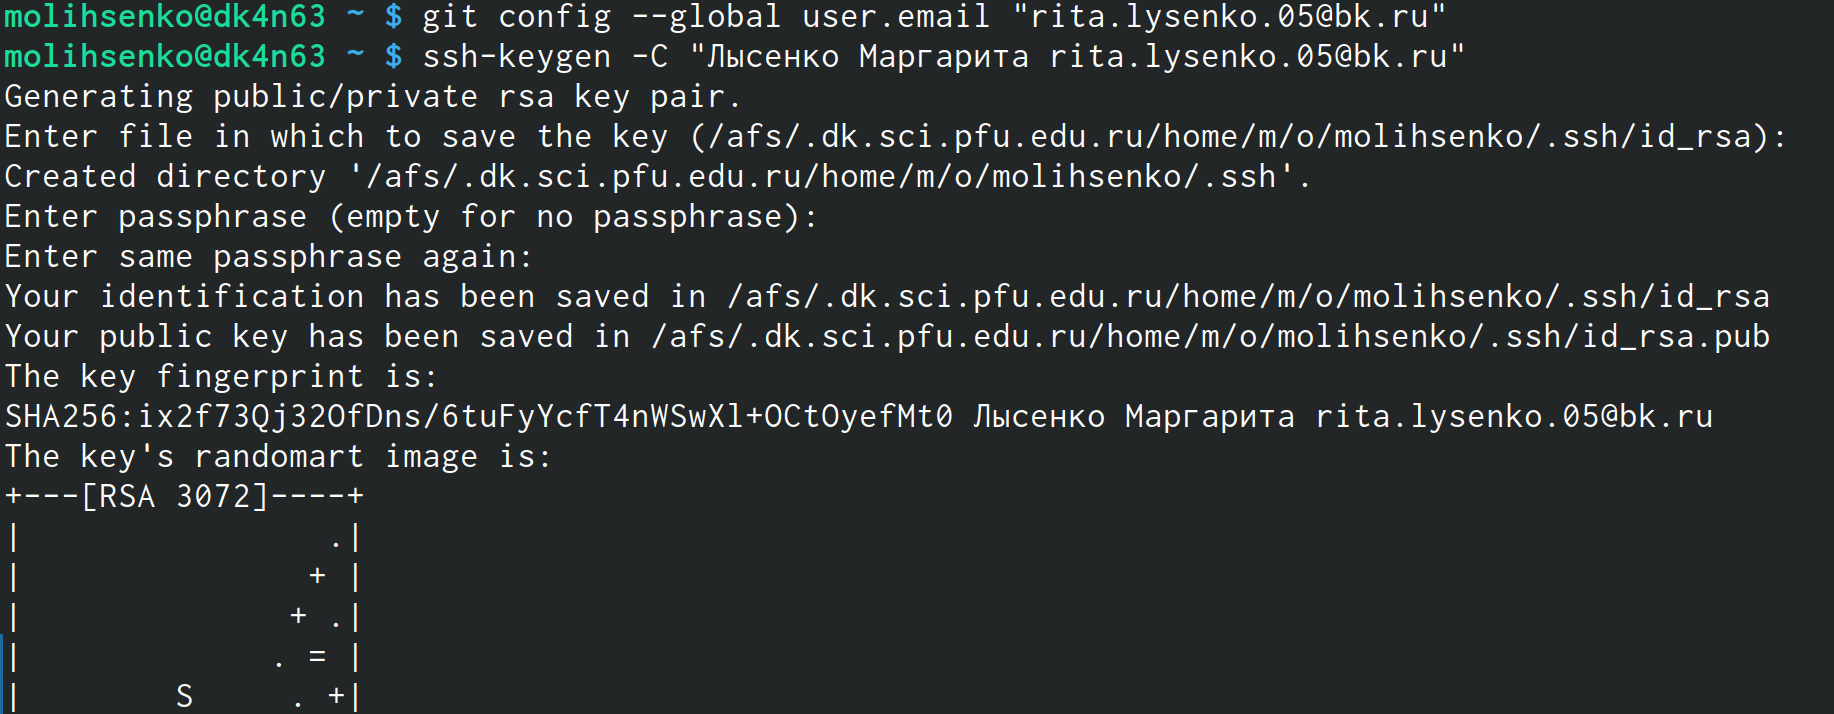 molihsenko@dk4n63 ~ $ git config --global user.email "rita.lysenko.05@bk.ru"
molihsenko@dk4n63 ~ $ ssh-keygen -C "Лысенко Маргарита rita.lysenko.05@bk.ru"
Generating public/private rsa key pair.
Enter file in which to save the key (/afs/.dk.sci.pfu.edu.ru/home/m/o/molihsenko/.ssh/id_rsa):
Created directory '/afs/.dk.sci.pfu.edu.ru/home/m/o/molihsenko/.ssh'.
Enter passphrase (empty for no passphrase):
Enter same passphrase again:
Your identification has been saved in /afs/.dk.sci.pfu.edu.ru/home/m/o/molihsenko/.ssh/id_rsa
Your public key has been saved in /afs/.dk.sci.pfu.edu.ru/home/m/o/molihsenko/.ssh/id_rsa.pub
The key fingerprint is:
SHA256:ix2f73Qj32OfDns/6tuFyYcfT4nWSwXl+OCtOyefMt0 Лысенко Маргарита rita.lysenko.05@bk.ru
The key's randomart image is:
+---[RSA 3072]----+
|                .|
|               + |
|              + .|
|             . = |
|        S     . +|